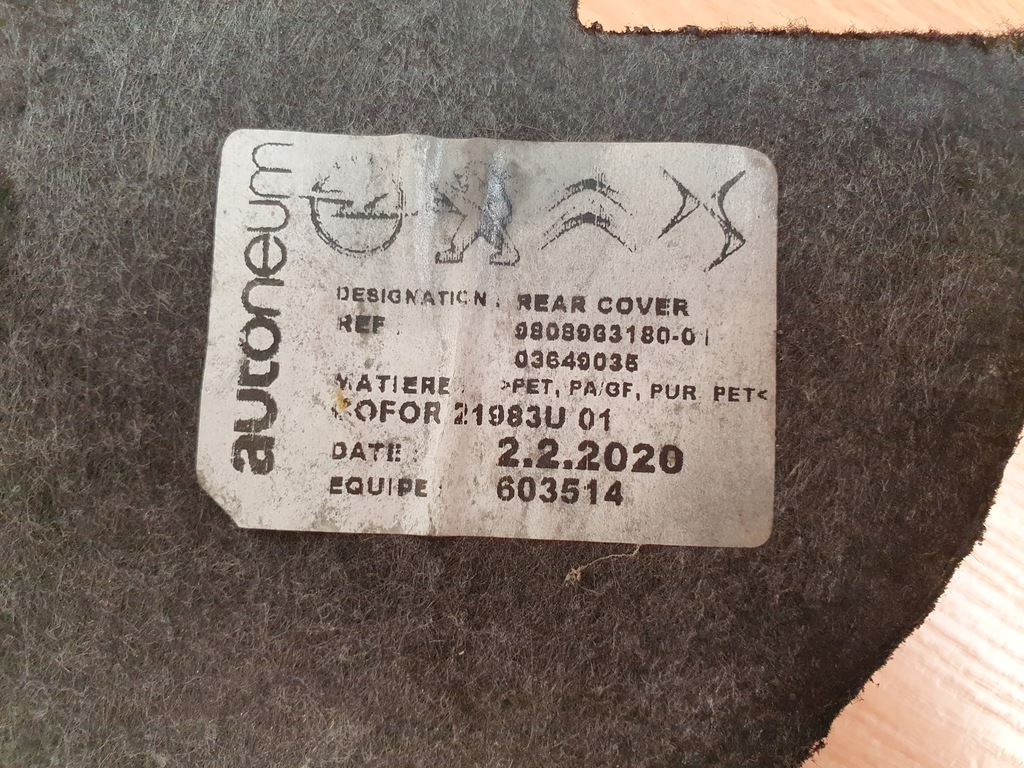 autoneum
DESIGNATION : REAR COVER
REF : 9808963180-01
03649035
MATIERE : >PET, PA/GF, PUR, PET<
COFOR 21983U 01
DATE : 2.2.2020
EQUIPE : 603514